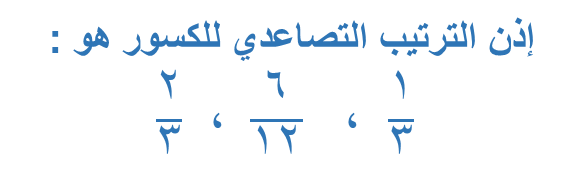 إذن الترتيب التصاعدي للكسور هو :
١/٣ ، ٦/١٢ ، ٢/٣